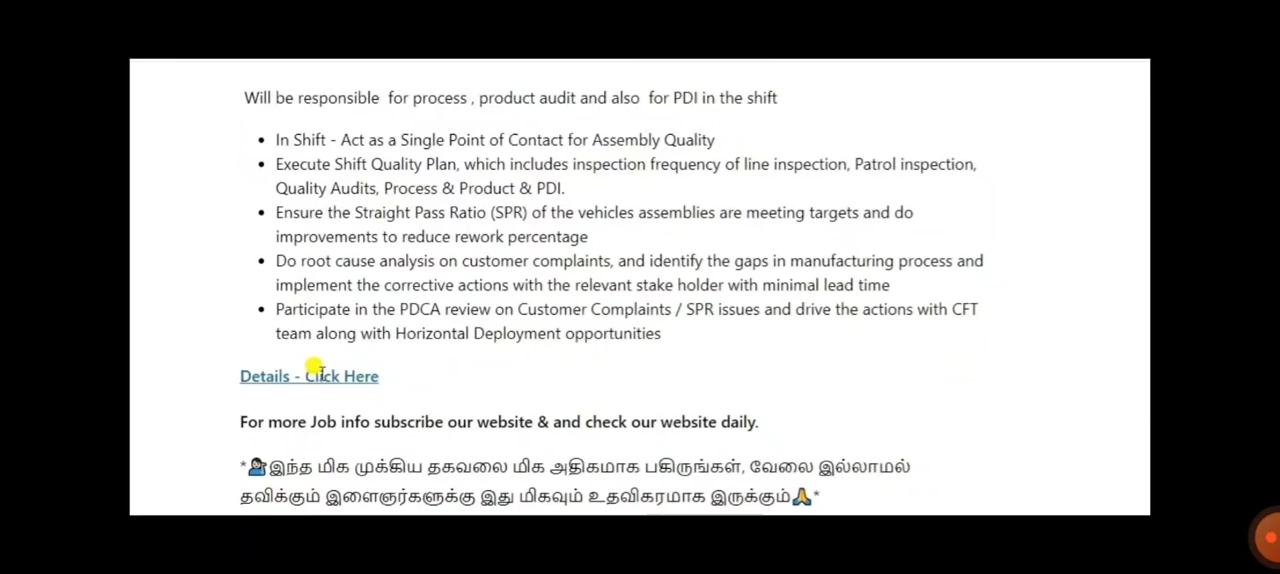 Will be responsible for process , product audit and also for PDI in the shift
• In Shift - Act as a Single Point of Contact for Assembly Quality
• Execute Shift Quality Plan, which includes inspection frequency of line inspection, Patrol inspection,
Quality Audits, Process & Product & PDI.
• Ensure the Straight Pass Ratio (SPR) of the vehicles assemblies are meeting targets and do
improvements to reduce rework percentage
• Do root cause analysis on customer complaints, and identify the gaps in manufacturing process and
implement the corrective actions with the relevant stake holder with minimal lead time
• Participate in the PDCA review on Customer Complaints / SPR issues and drive the actions with CFT
team along with Horizontal Deployment opportunities
Details - Click Here
For more Job info subscribe our website & and check our website daily.
*💁🏻‍♂️இந்த மிக முக்கிய தகவலை மிக அதிகமாக பகிருங்கள், வேலை இல்லாமல்
தவிக்கும் இளைஞர்களுக்கு இது மிகவும் உதவிகரமாக இருக்கும்🙏*